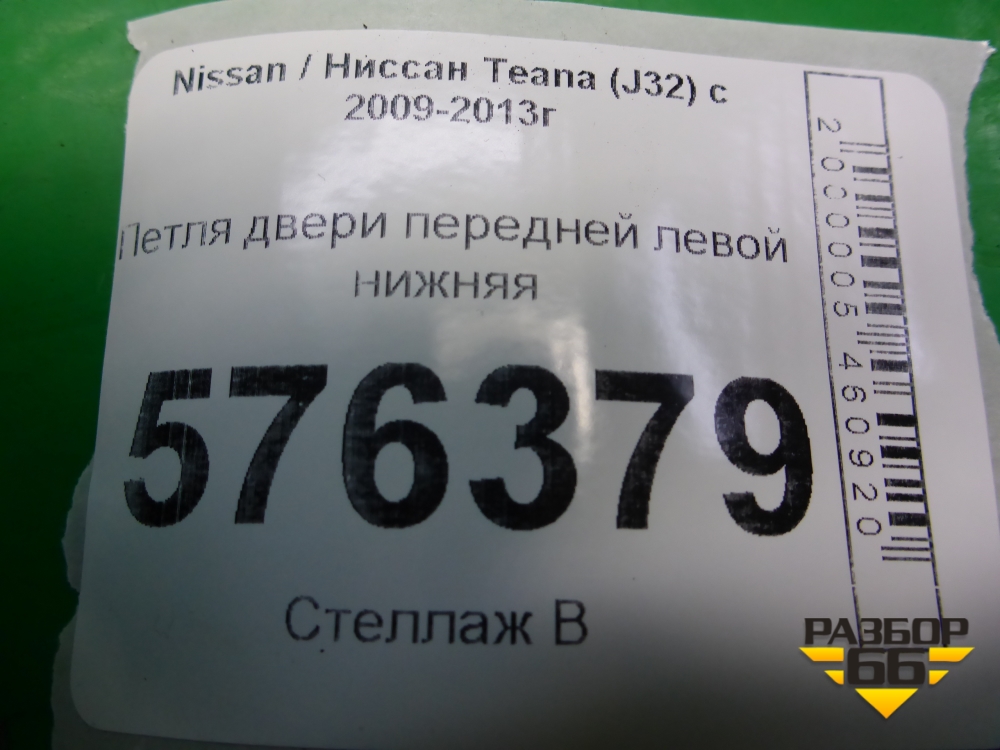 Nissan / Ниссан Teana (J32) с
2009-2013г
Петля двери передней левой
нижняя
576379
Стеллаж В
2000005460920
РАЗБОР
66